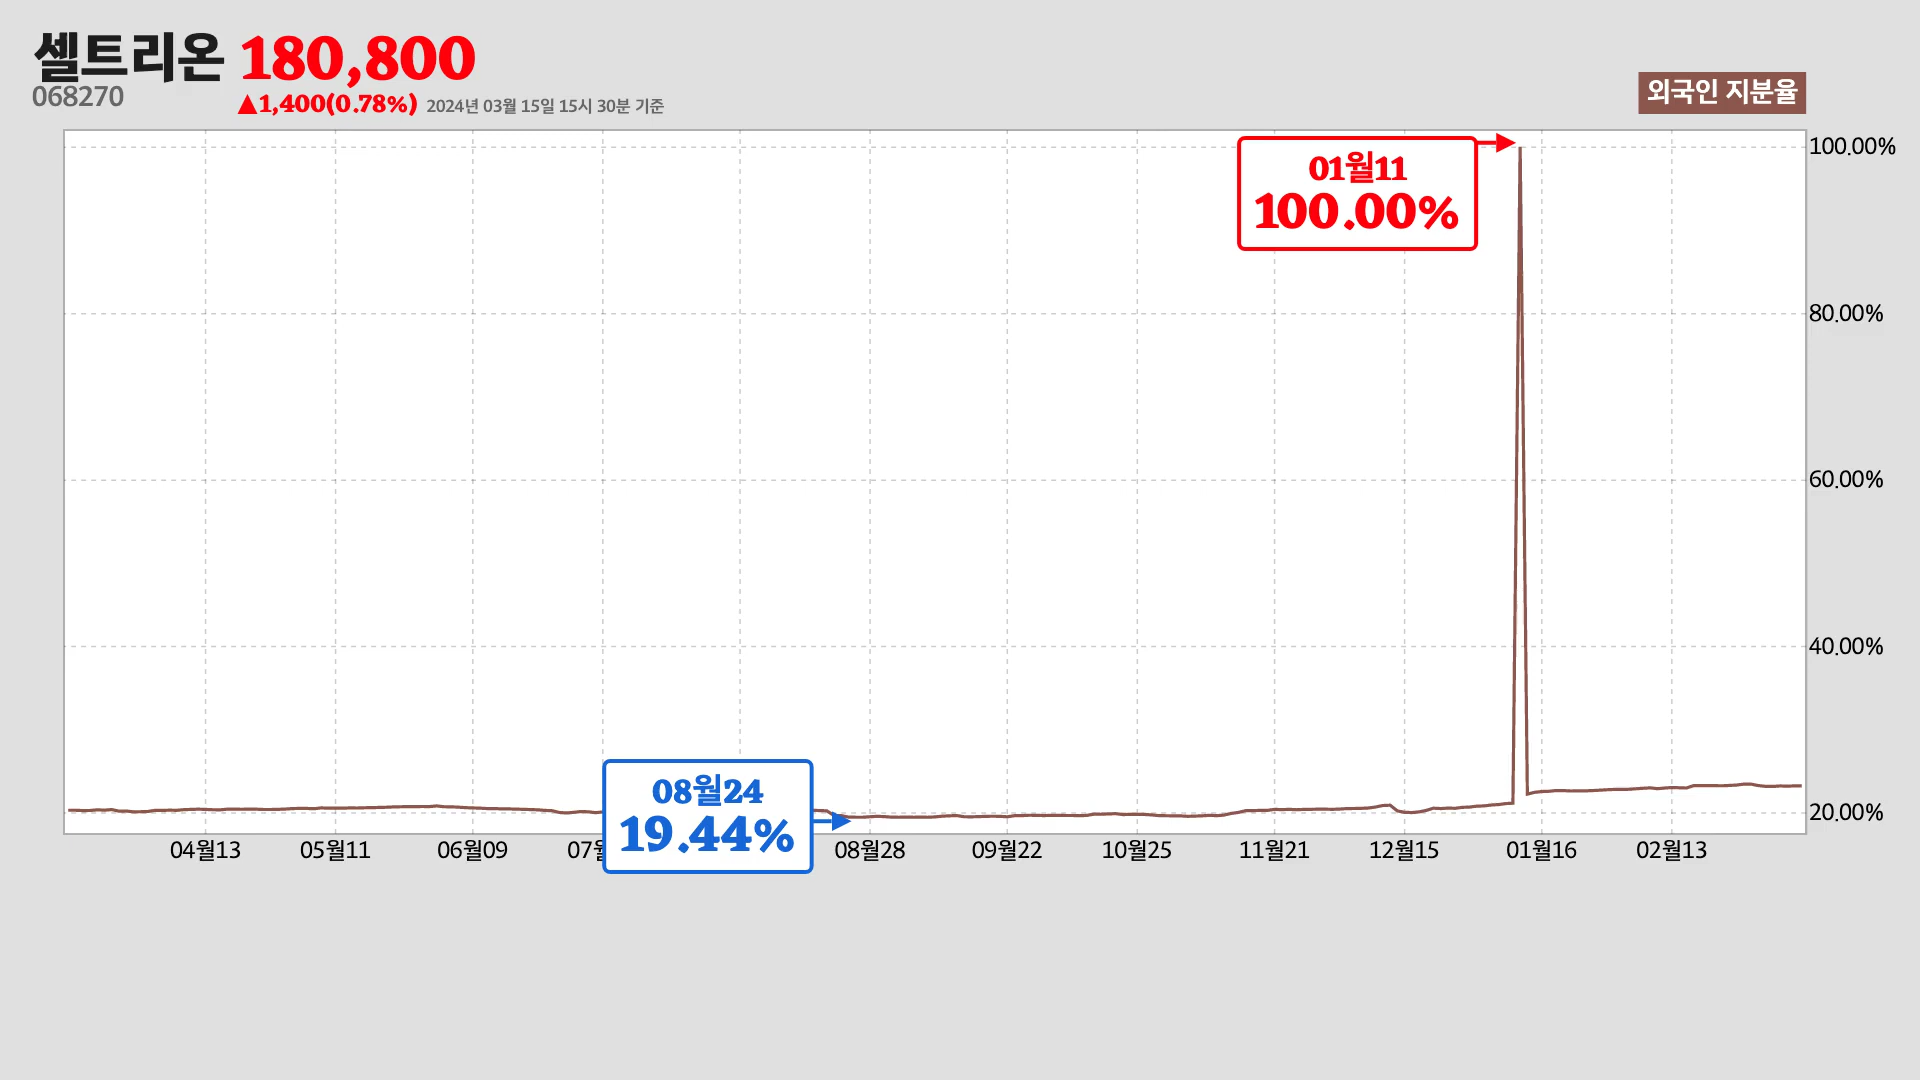 셀트리온 180,800
068270
▲1,400(0.78%) 2024년 03월 15일 15시 30분 기준
외국인 지분율
01월11
100.00%
100.00%
80.00%
60.00%
40.00%
20.00%
08월24
19.44%
04월13 05월11 06월09 08월28 09월22 10월25 11월21 12월15 01월16 02월13